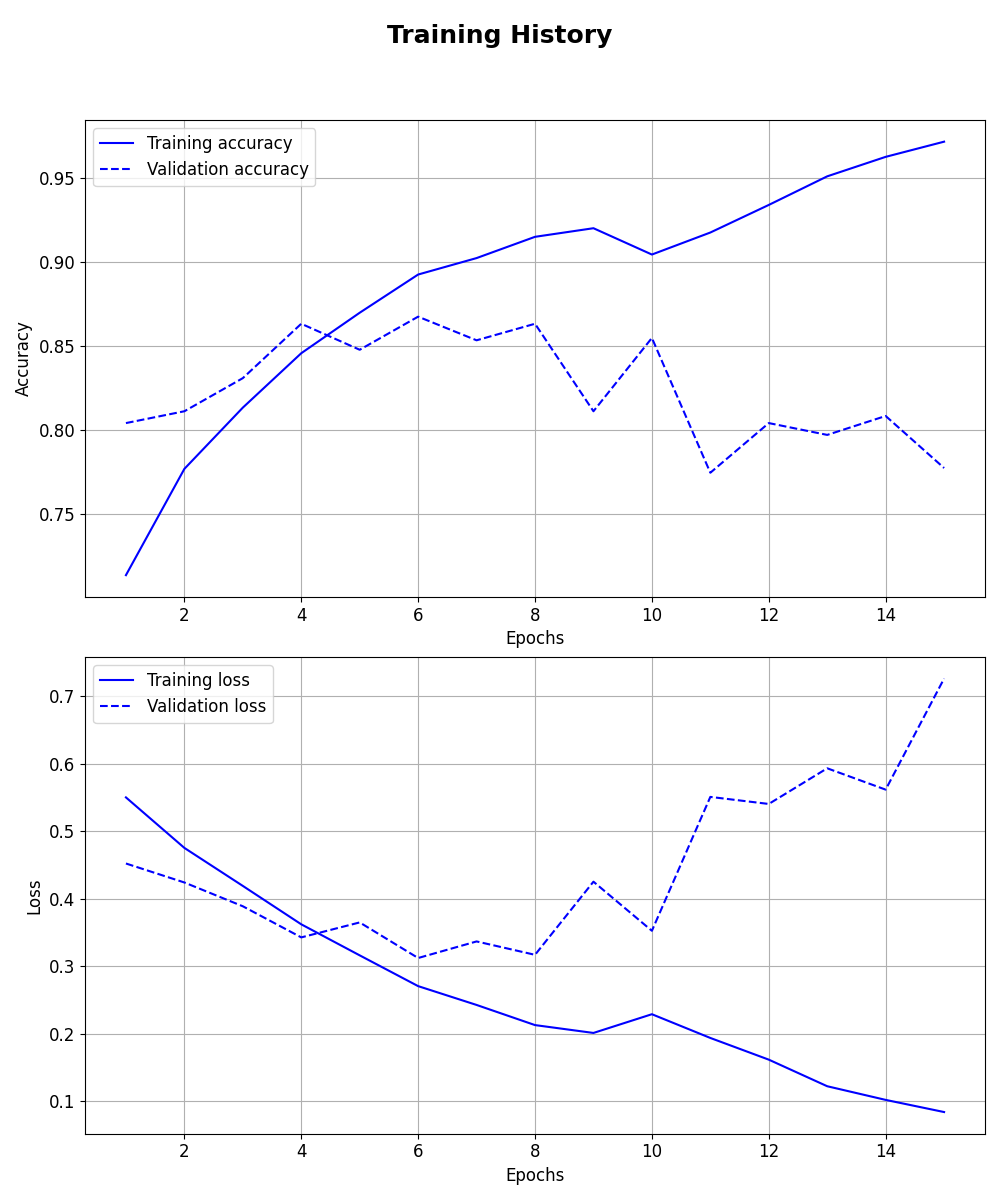 Training History
Training accuracy
Validation accuracy
0.95
0.90
0.85
0.80
0.75
Accuracy
2 4 6 8 10 12 14
Epochs
Training loss
Validation loss
0.7
0.6
0.5
0.4
0.3
0.2
0.1
Loss
2 4 6 8 10 12 14
Epochs